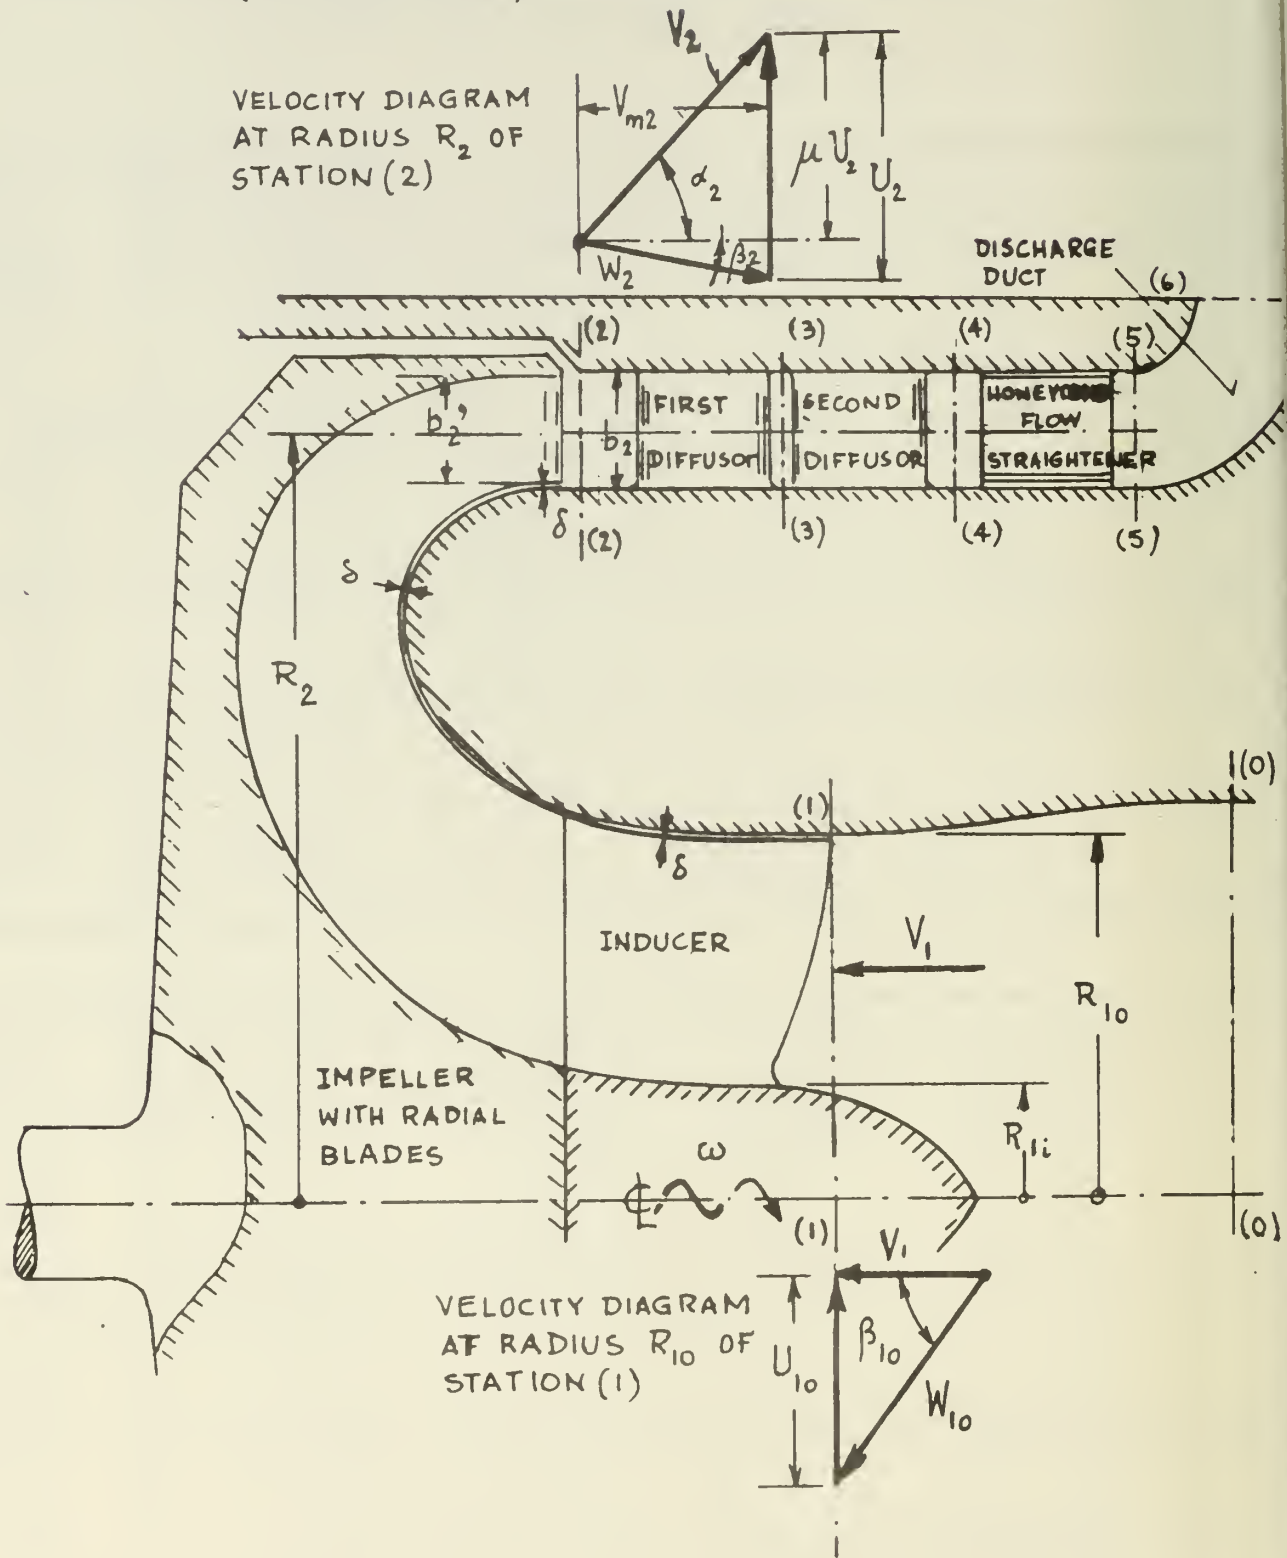 V2
VELOCITY DIAGRAM
AT RADIUS R2 OF
STATION (2)
Vm2
α2
μU2
U2
W2
β2
DISCHARGE
DUCT
(6)
(2)
(3)
(4)
(5)
b2'
b2
FIRST
DIFFUSOR
SECOND
DIFFUSOR
FLOW
STRAIGHTENER
δ
(2)
(3)
(4)
(5)
δ
R2
(0)
(1)
δ
INDUCER
V1
R10
IMPELLER
WITH RADIAL
BLADES
R1i
ω
℄
(1)
(0)
V1
VELOCITY DIAGRAM
AT RADIUS R10 OF
STATION (1)
U10
β10
W10